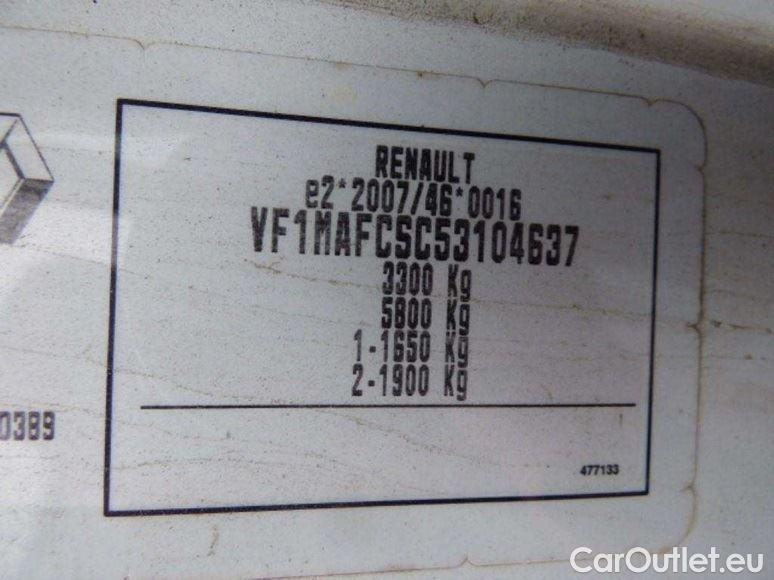 RENAULT
e2*2007/46*0016
VF1MAFCSC53104637
3300 Kg
5800 Kg
1-1650 Kg
2-1900 Kg
0389
477133
CarOutlet.eu